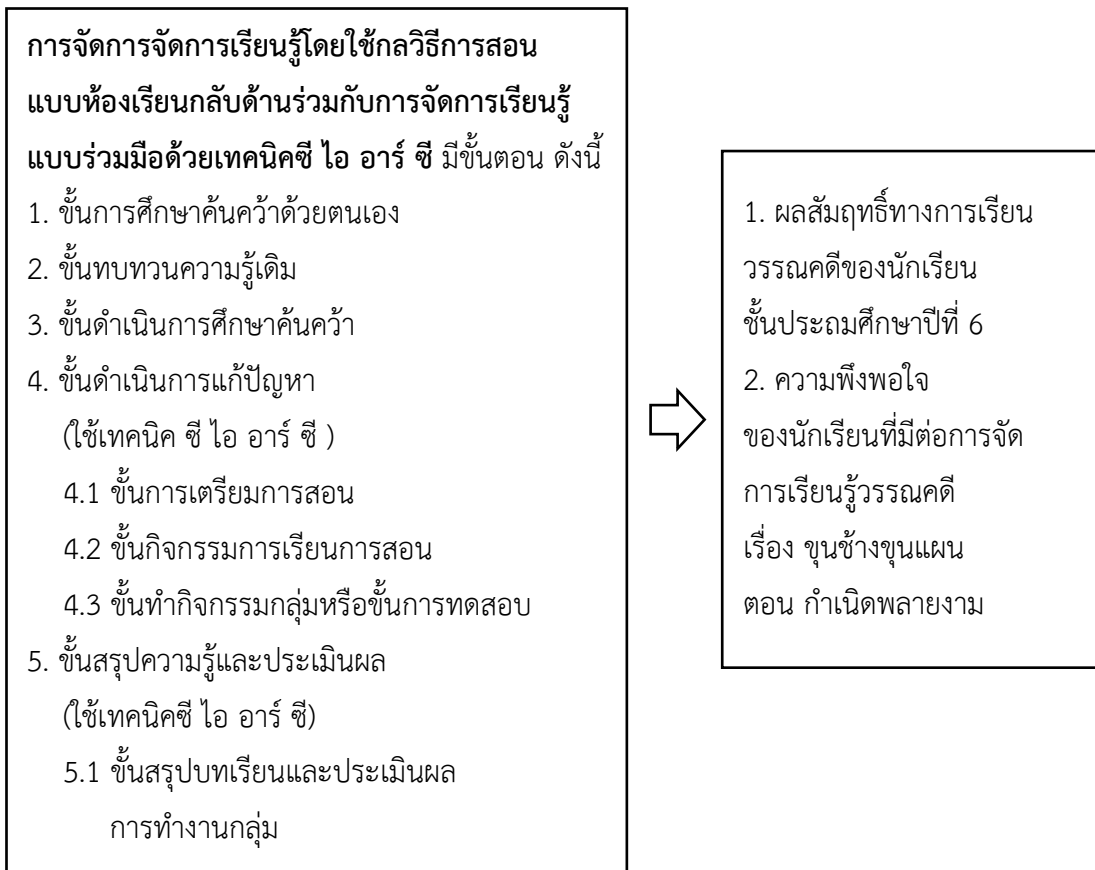 การจัดการจัดการเรียนรู้โดยใช้กลวิธีการสอน
แบบห้องเรียนกลับด้านร่วมกับการจัดการเรียนรู้
แบบร่วมมือด้วยเทคนิคซี ไอ อาร์ ซี มีขั้นตอน ดังนี้
1. ขั้นการศึกษาค้นคว้าด้วยตนเอง
2. ขั้นทบทวนความรู้เดิม
3. ขั้นดำเนินการศึกษาค้นคว้า
4. ขั้นดำเนินการแก้ปัญหา
(ใช้เทคนิค ซี ไอ อาร์ ซี )
4.1 ขั้นการเตรียมการสอน
4.2 ขั้นกิจกรรมการเรียนการสอน
4.3 ขั้นทำกิจกรรมกลุ่มหรือขั้นการทดสอบ
5. ขั้นสรุปความรู้และประเมินผล
(ใช้เทคนิคซี ไอ อาร์ ซี)
5.1 ขั้นสรุปบทเรียนและประเมินผล
การทำงานกลุ่ม
1. ผลสัมฤทธิ์ทางการเรียน
วรรณคดีของนักเรียน
ชั้นประถมศึกษาปีที่ 6
2. ความพึงพอใจ
ของนักเรียนที่มีต่อการจัด
การเรียนรู้วรรณคดี
เรื่อง ขุนช้างขุนแผน
ตอน กำเนิดพลายงาม